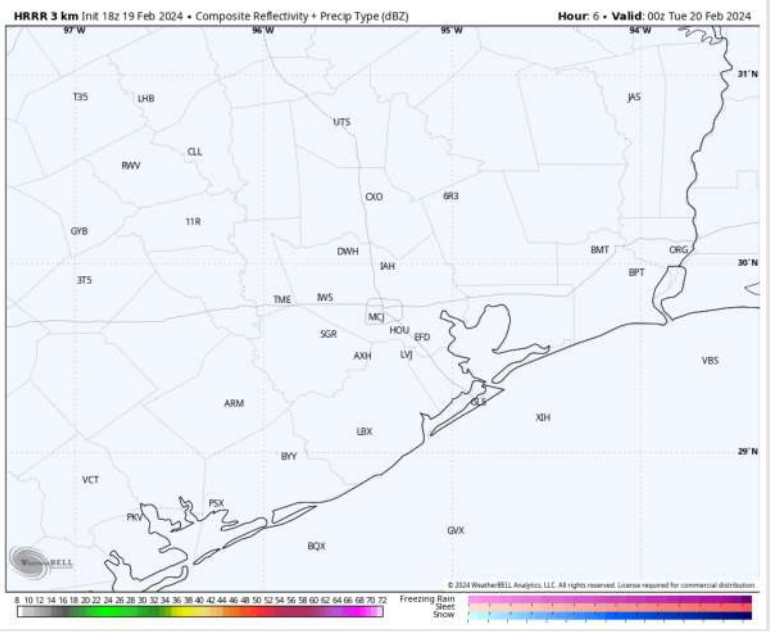 HRRR 3 km Init 18z 19 Feb 2024 • Composite Reflectivity + Precip Type (dBZ) Hour: 6 • Valid: 00z Tue 20 Feb 2024
97°W 96°W 95°W 94°W
31°N
T35 LHB JAS
UTS
CLL
RWV
CXO 6R3
11R
GYB
DWH BMT ORG
IAH 30°N
BPT
3T5
TME IWS
MCJ
SGR HOU EFD
AXH LVJ
VBS
ARM GLS
XIH
LBX
BYY 29°N
VCT
PSX
PKV
GVX
BQX
WeatherBELL
© 2024 WeatherBELL Analytics, LLC. All rights reserved. License required for commercial distribution.
8 10 12 14 16 18 20 22 24 26 28 30 32 34 36 38 40 42 44 46 48 50 52 54 56 58 60 62 64 66 68 70 72
Freezing Rain
Sleet
Snow